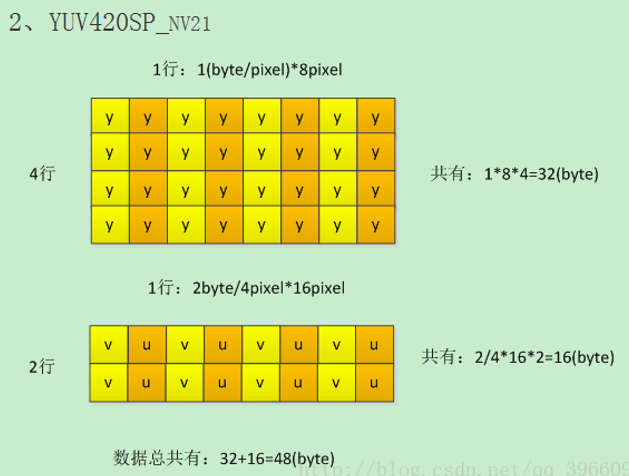 2、YUV420SP_NV21
1行：1(byte/pixel)*8pixel
y y y y y y y y
y y y y y y y y
4行
共有：1*8*4=32(byte)
y y y y y y y y
y y y y y y y y
1行：2byte/4pixel*16pixel
v u v u v u v u
2行
共有：2/4*16*2=16(byte)
v u v u v u v u
数据总共有：32+16=48(byte)
http://blog.csdn.net/qq_396609